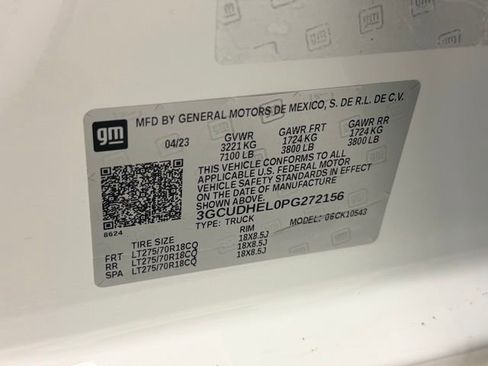 gm
MFD BY GENERAL MOTORS DE MEXICO, S. DE R.L. DE C.V.
04/23 GVWR GAWR FRT GAWR RR
3221 KG 1724 KG 1724 KG
7100 LB 3800 LB 3800 LB
THIS VEHICLE CONFORMS TO ALL
APPLICABLE U.S. FEDERAL MOTOR
VEHICLE SAFETY STANDARDS IN EFFECT
ON THE DATE OF MANUFACTURE
3GCUDHEL0PG272156
TYPE: TRUCK MODEL: 06CK10543
8624
TIRE SIZE RIM
FRT LT275/70R18CQ 18X8.5J
RR LT275/70R18CQ 18X8.5J
SPA LT275/70R18CQ 18X8.5J